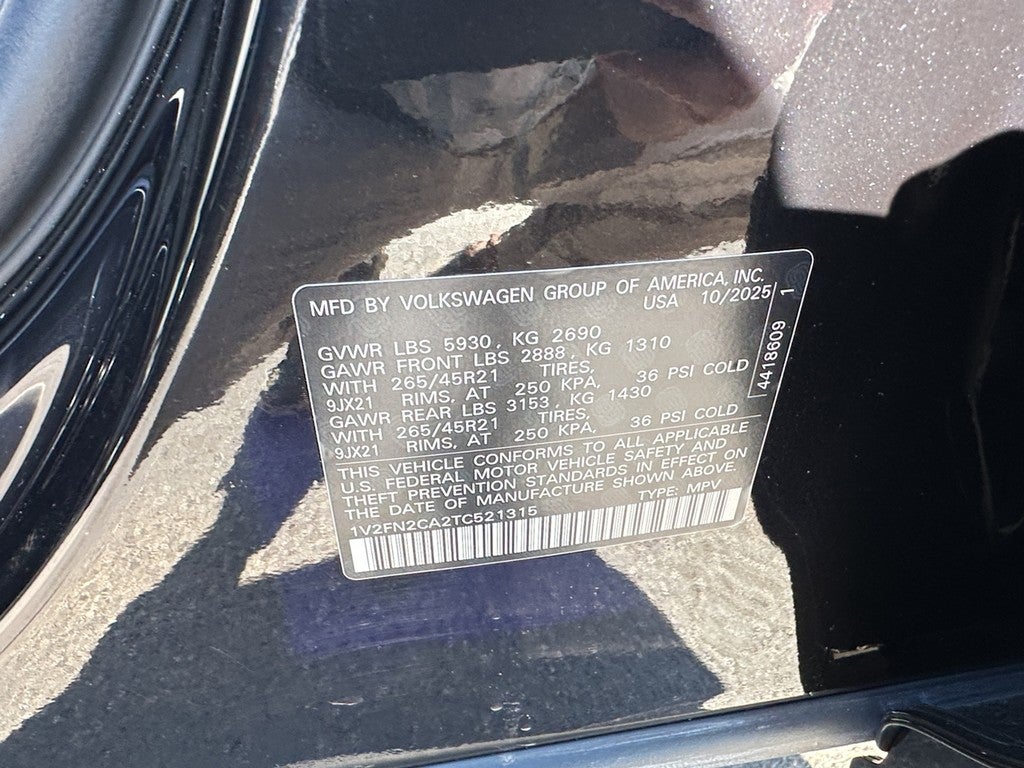 MFD BY VOLKSWAGEN GROUP OF AMERICA, INC.
USA 10/2025
GVWR LBS 5930, KG 2690
GAWR FRONT LBS 2888, KG 1310
WITH 265/45R21 TIRES,
9JX21 RIMS, AT 250 KPA, 36 PSI COLD
GAWR REAR LBS 3153, KG 1430
WITH 265/45R21 TIRES,
9JX21 RIMS, AT 250 KPA, 36 PSI COLD
THIS VEHICLE CONFORMS TO ALL APPLICABLE
U.S. FEDERAL MOTOR VEHICLE SAFETY AND
THEFT PREVENTION STANDARDS IN EFFECT ON
THE DATE OF MANUFACTURE SHOWN ABOVE.
1V2FN2CA2TC521315 TYPE: MPV
4418609 1